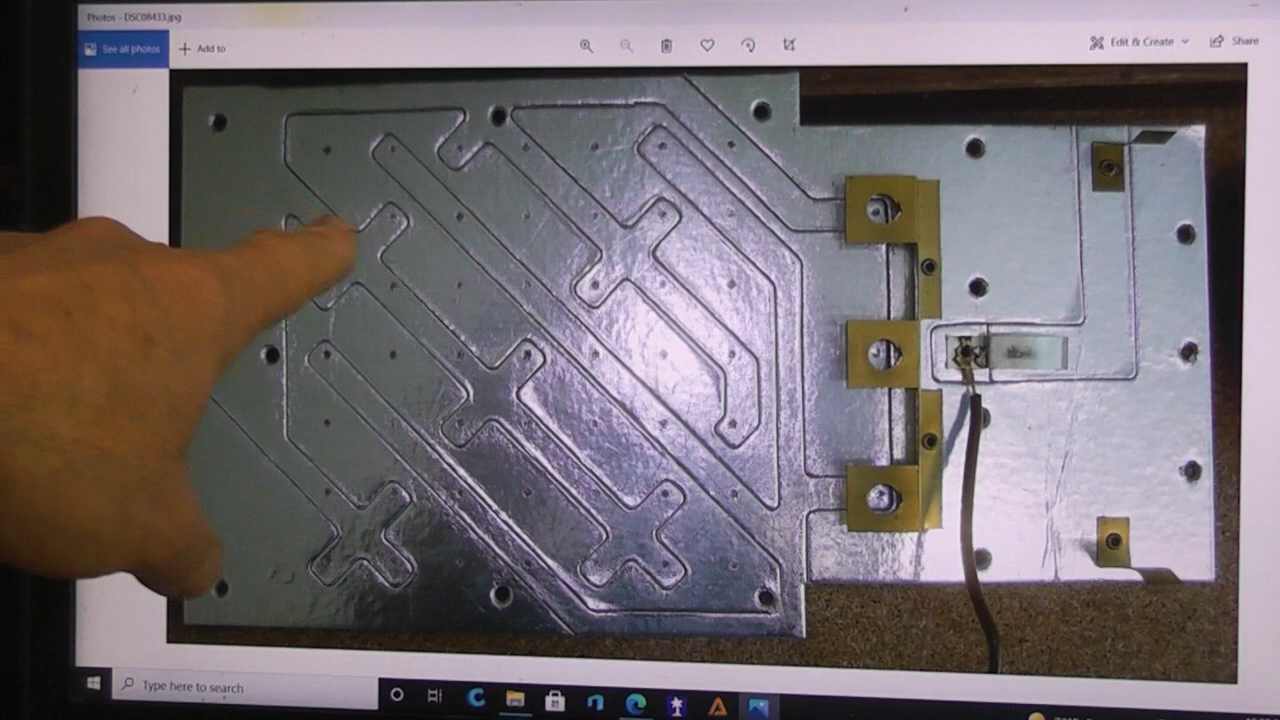 Photos - DSC08433.jpg
See all photos
Add to
Edit & Create
Share
Type here to search